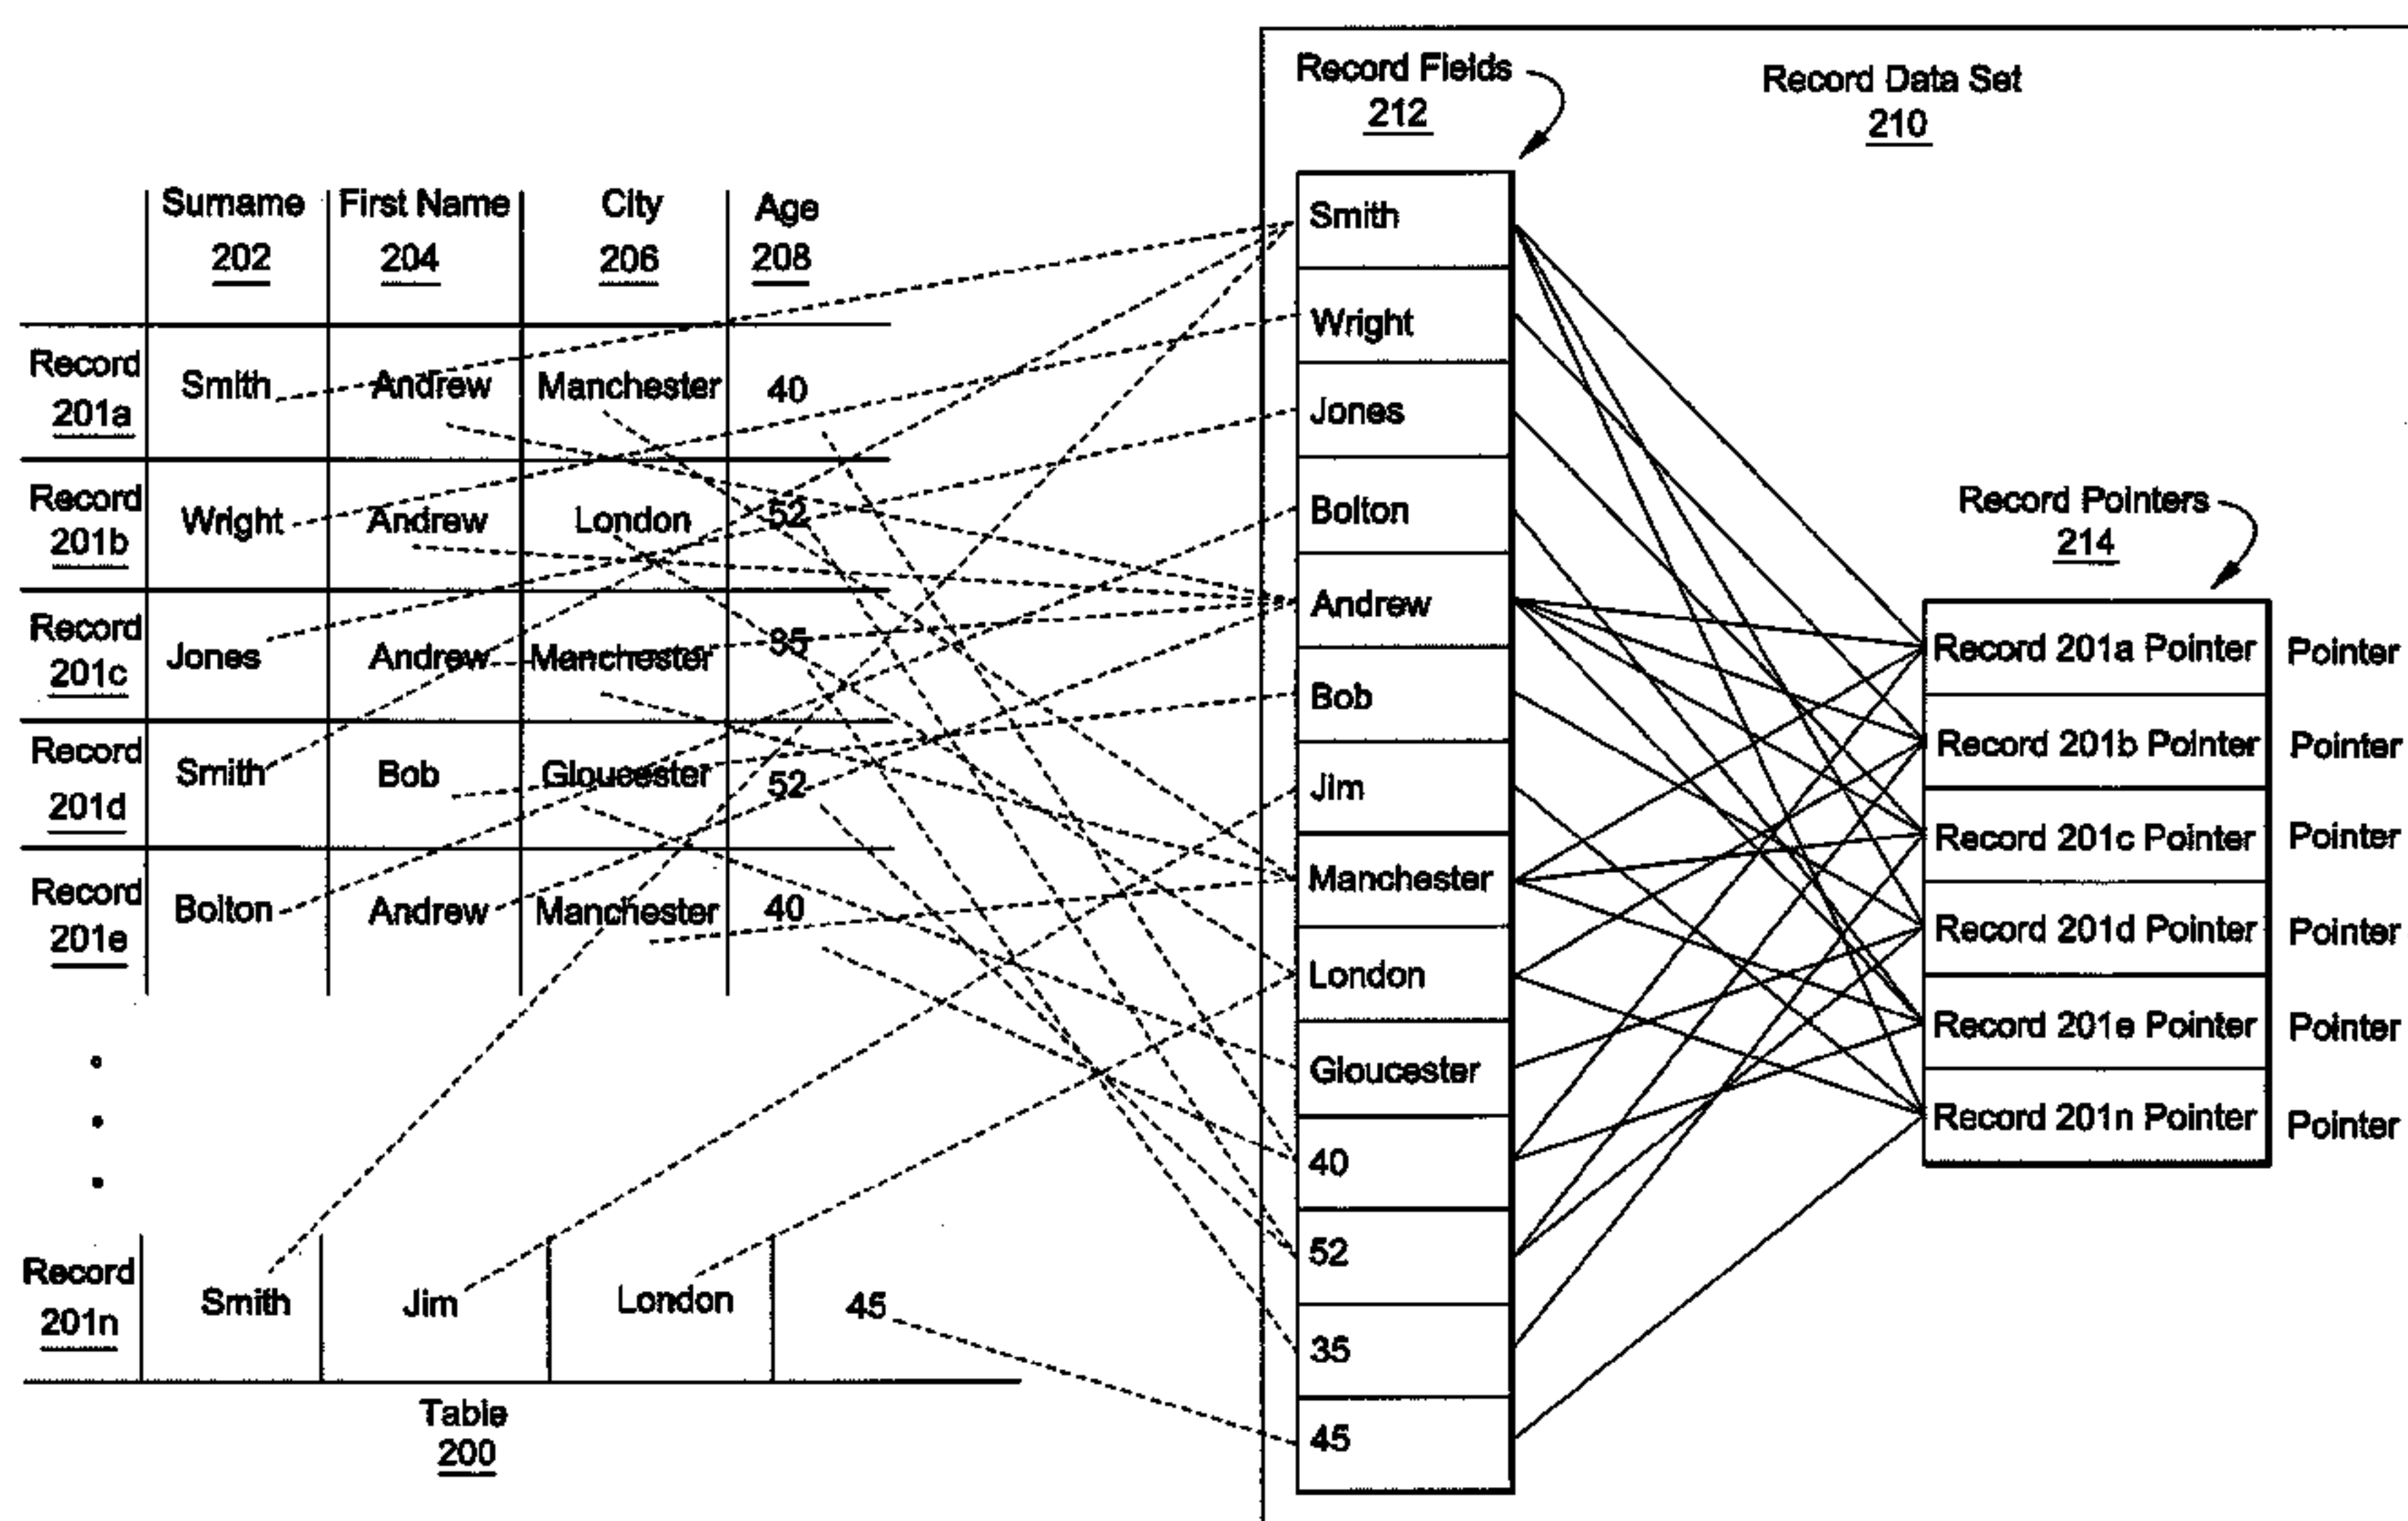 Surname First Name City Age
202 204 206 208
Record 201a Smith Andrew Manchester 40
Record 201b Wright Andrew London 52
Record 201c Jones Andrew Manchester 35
Record 201d Smith Bob Gloucester 52
Record 201e Bolton Andrew Manchester 40
Record 201n Smith Jim London 45
Table
200
Record Fields
212
Record Data Set
210
Smith
Wright
Jones
Bolton
Andrew
Bob
Jim
Manchester
London
Gloucester
40
52
35
45
Record Pointers
214
Record 201a Pointer Pointer
Record 201b Pointer Pointer
Record 201c Pointer Pointer
Record 201d Pointer Pointer
Record 201e Pointer Pointer
Record 201n Pointer Pointer